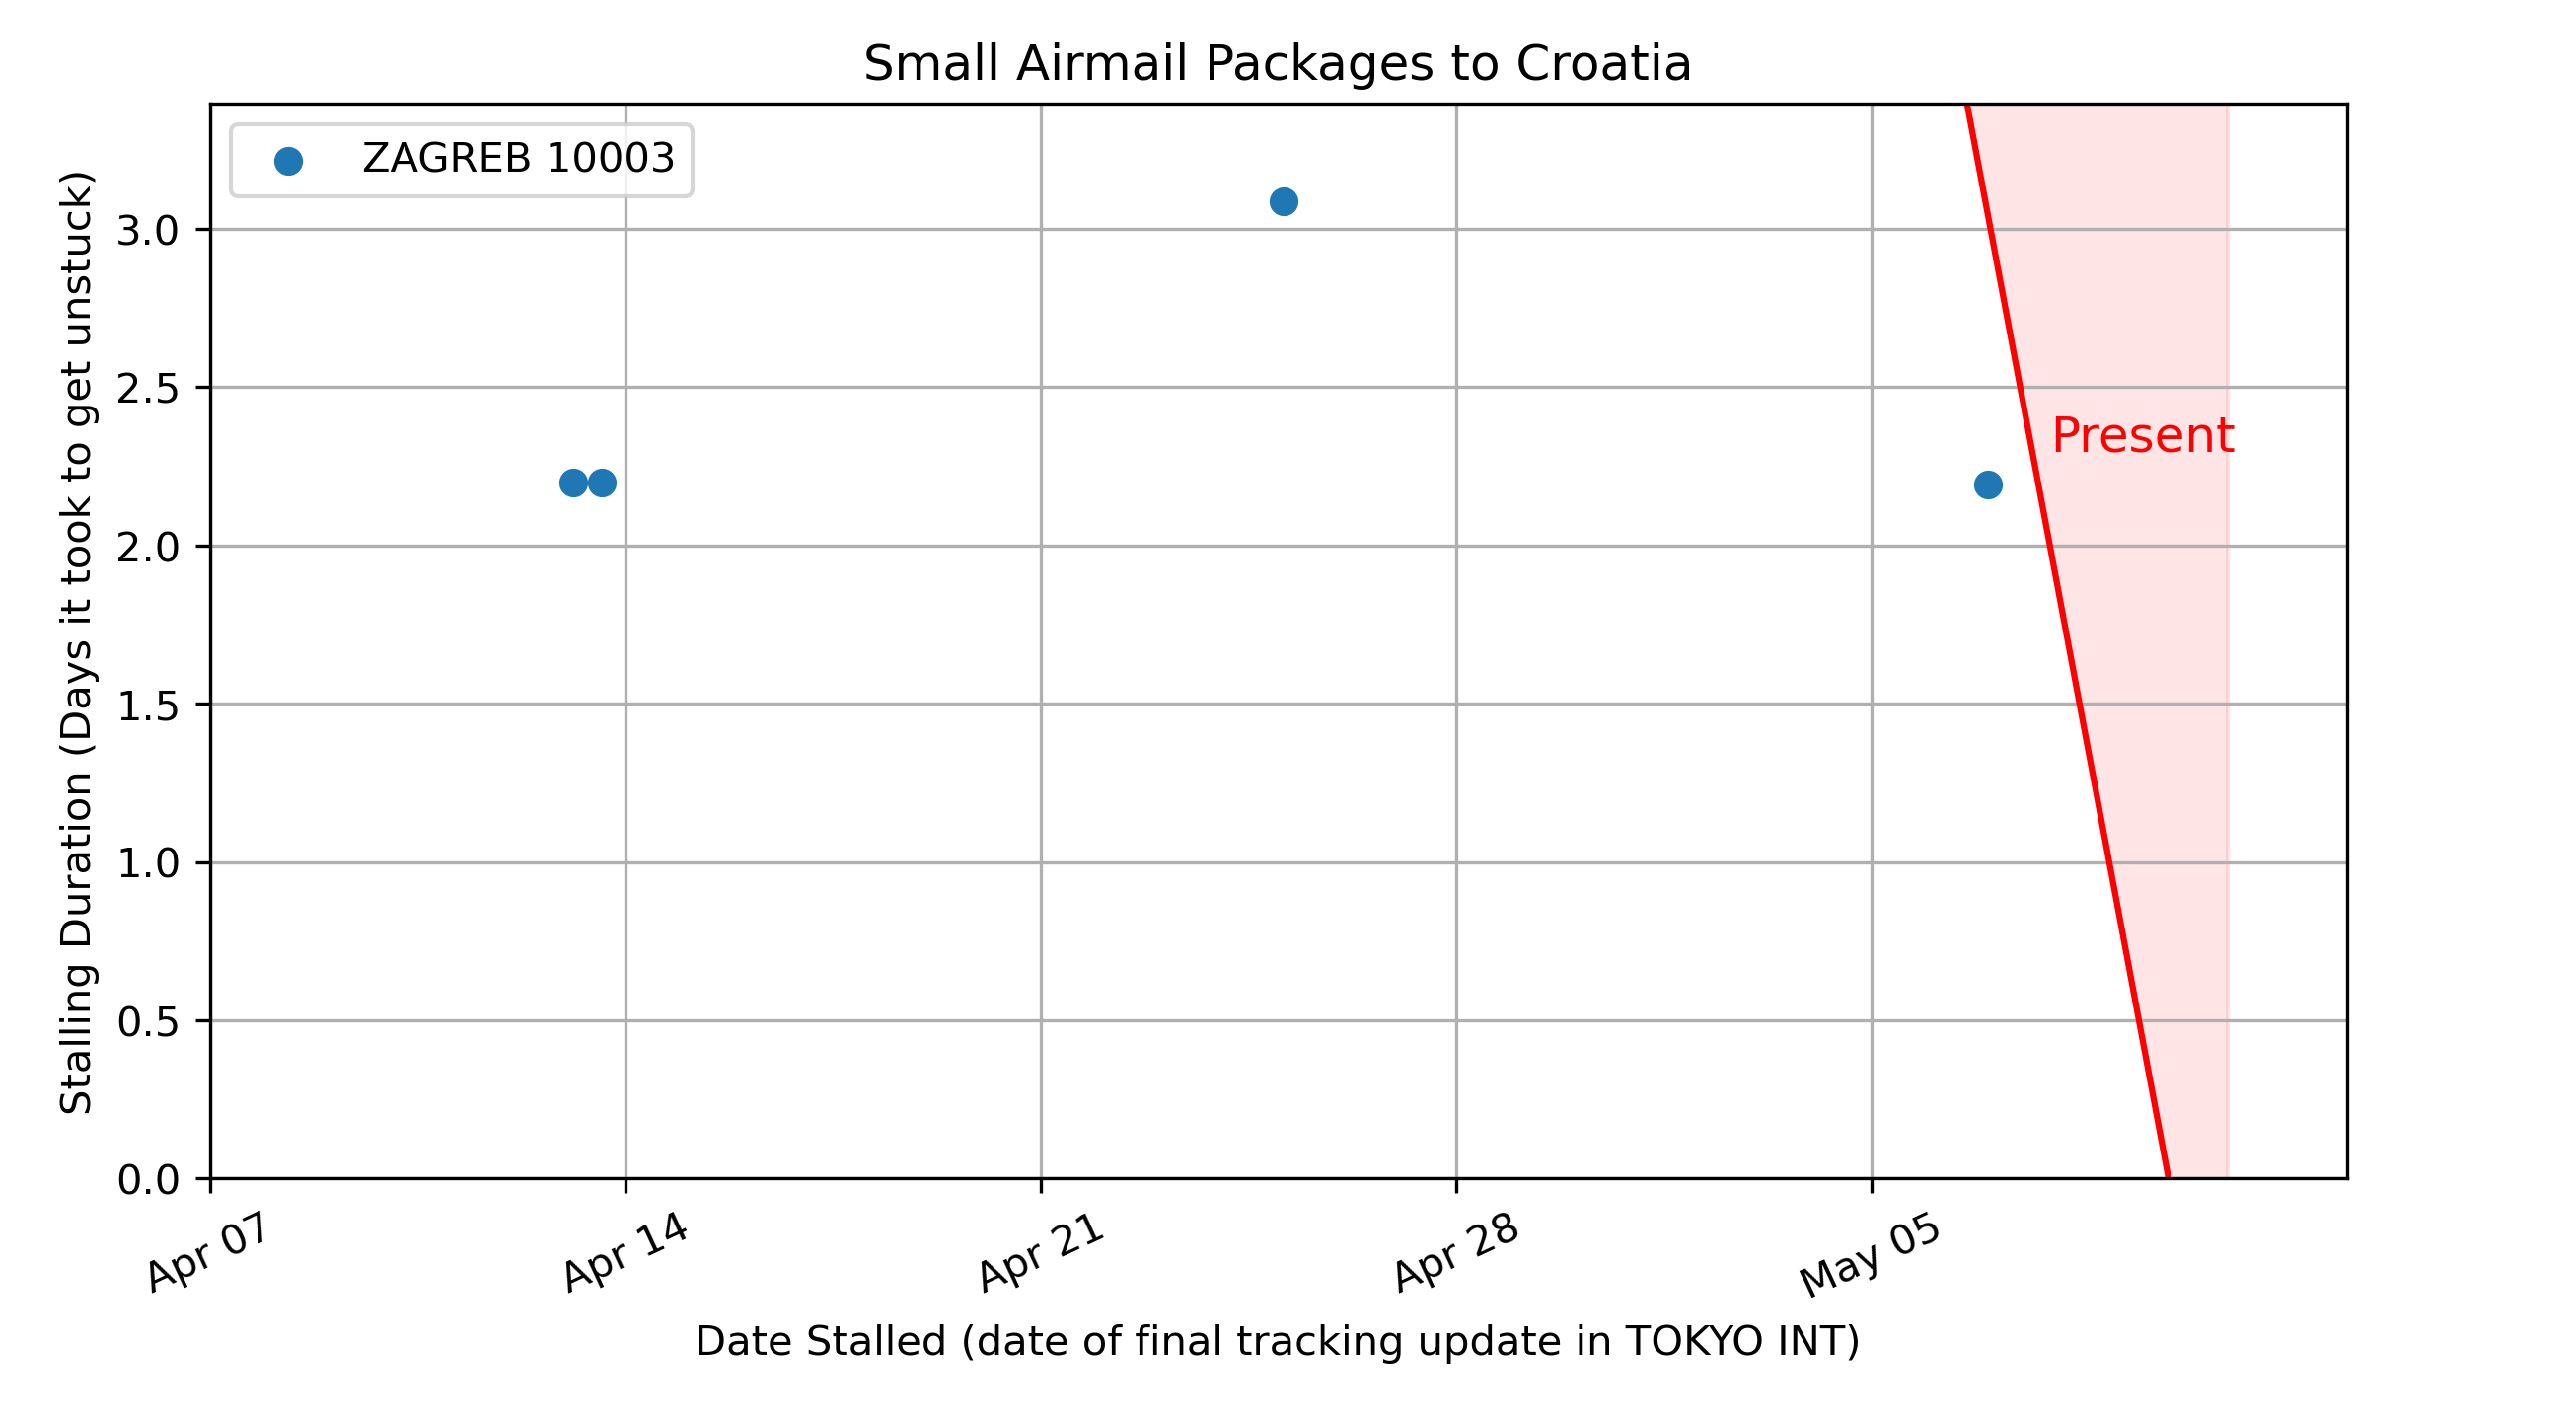 Small Airmail Packages to Croatia
ZAGREB 10003
Stalling Duration (Days it took to get unstuck)
3.0
2.5
2.0
1.5
1.0
0.5
0.0
Present
Apr 07
Apr 14
Apr 21
Apr 28
May 05
Date Stalled (date of final tracking update in TOKYO INT)